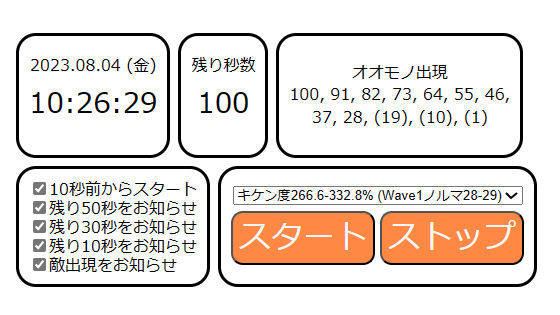 2023.08.04 (金)
10:26:29
残り秒数
100
オオモノ出現
100, 91, 82, 73, 64, 55, 46,
37, 28, (19), (10), (1)
10秒前からスタート
残り50秒をお知らせ
残り30秒をお知らせ
残り10秒をお知らせ
敵出現をお知らせ
キケン度266.6-332.8% (Wave1ノルマ28-29)
スタート
ストップ